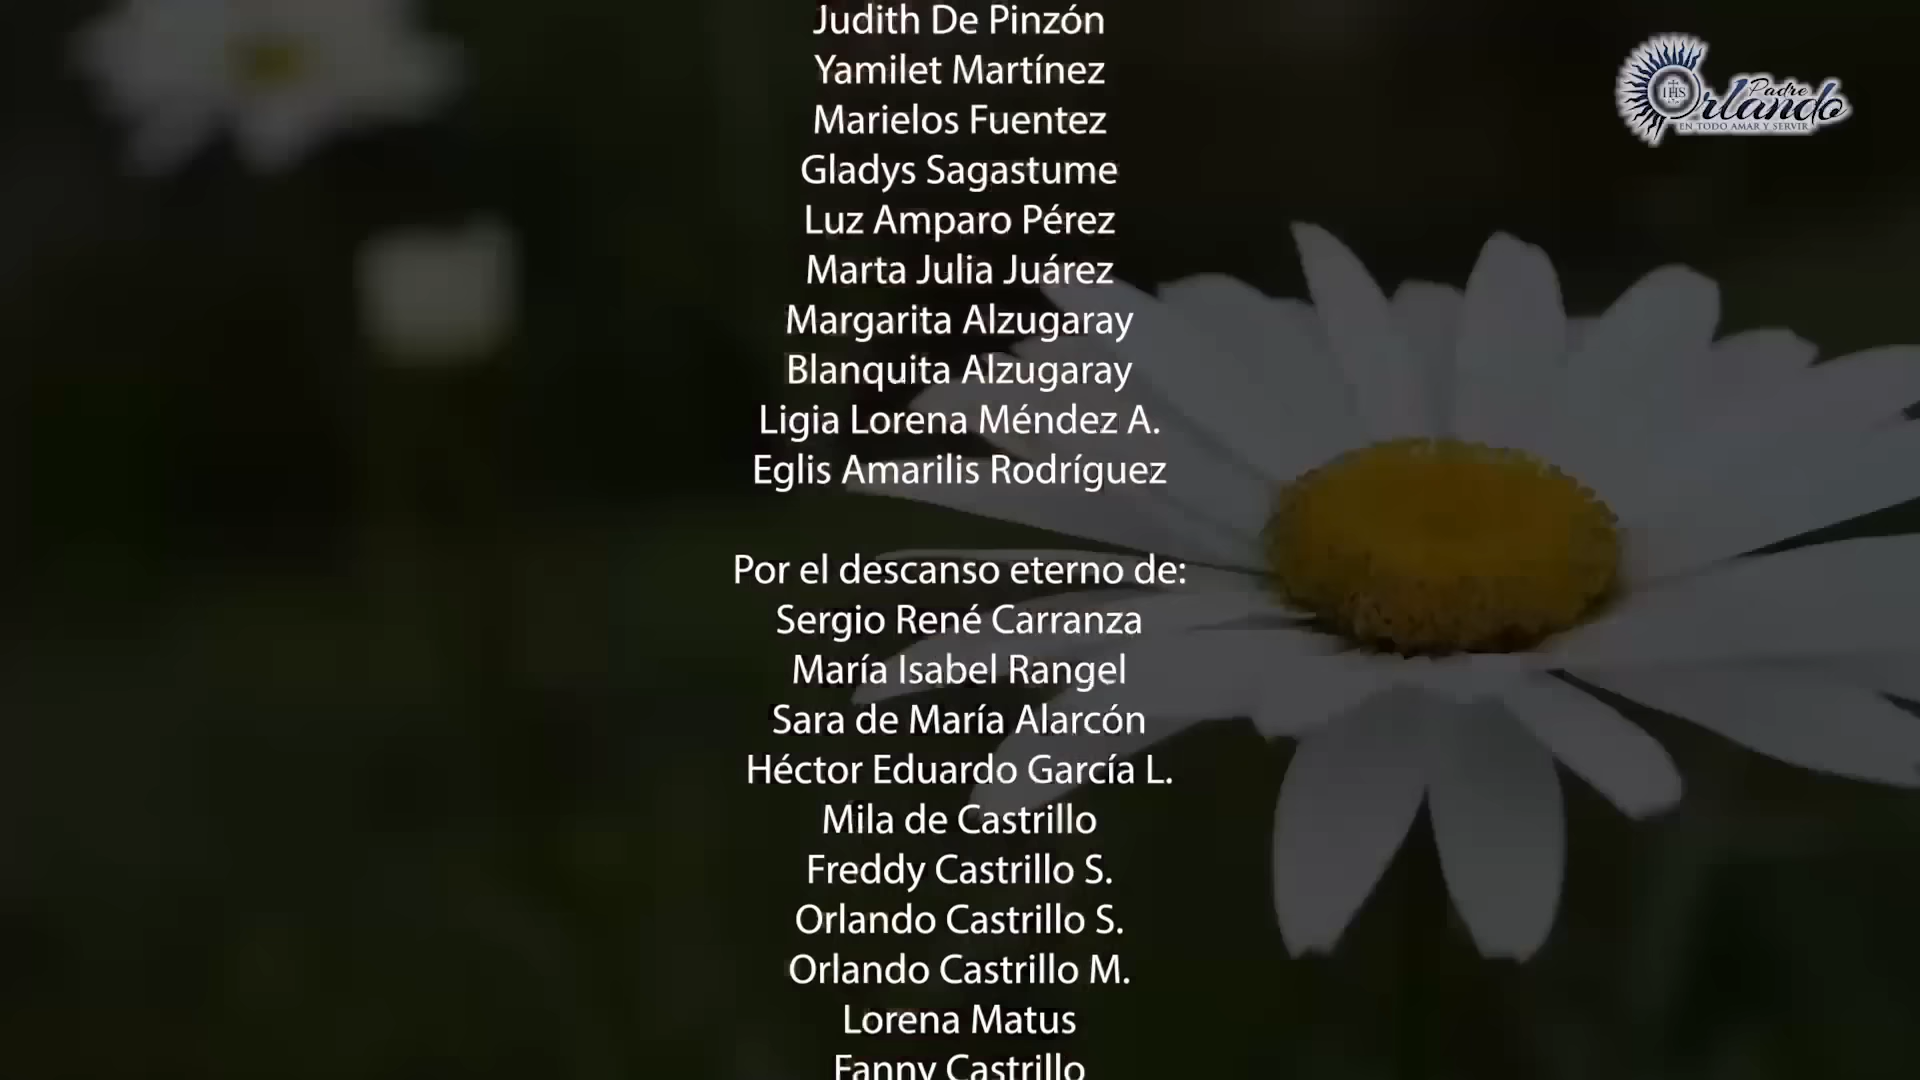 Judith De Pinzón
Yamilet Martínez
Marielos Fuentez
Gladys Sagastume
Luz Amparo Pérez
Marta Julia Juárez
Margarita Alzugaray
Blanquita Alzugaray
Ligia Lorena Méndez A.
Eglis Amarilis Rodríguez
Por el descanso eterno de:
Sergio René Carranza
María Isabel Rangel
Sara de María Alarcón
Héctor Eduardo García L.
Mila de Castrillo
Freddy Castrillo S.
Orlando Castrillo S.
Orlando Castrillo M.
Lorena Matus
Fanny Castrillo
IHS
Padre
Orlando
EN TODO AMAR Y SERVIR